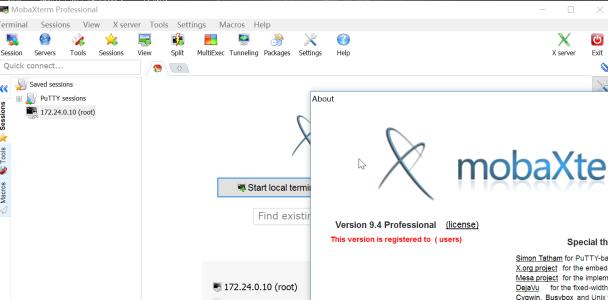 MobaXterm Professional
Terminal Sessions View X server Tools Settings Macros Help
Session Servers Tools Sessions View Split MultiExec Tunneling Packages Settings Help X server Exit
Quick connect...
Saved sessions
PuTTY sessions
172.24.0.10 (root)
Sessions
Tools
Macros
Start local termin
Find existin
172.24.0.10 (root)
About
mobaXte
Version 9.4 Professional (license)
This version is registered to ( users)
Special th
Simon Tatham for PuTTY-ba
X.org project for the embed
Mesa project for the implem
DejaVu for the fixed-width
Cygwin, Busybox and Unix